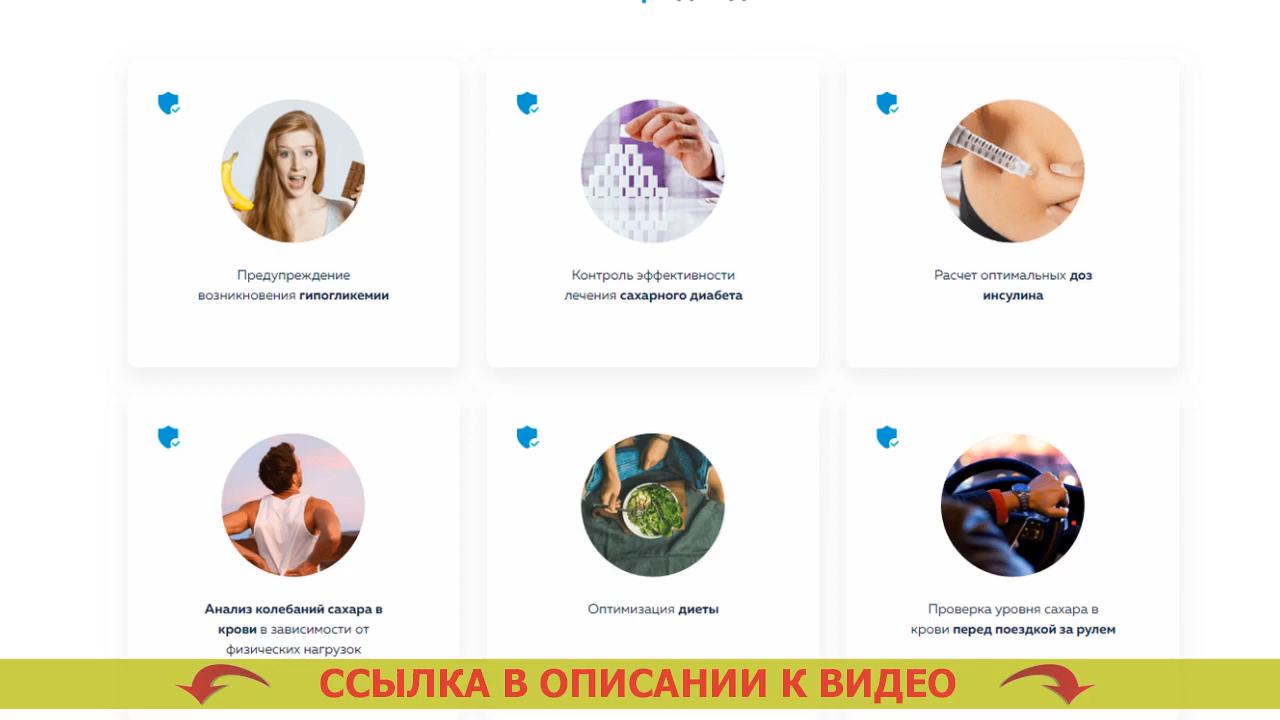 Предупреждение
возникновения гипогликемии
Контроль эффективности
лечения сахарного диабета
Расчет оптимальных доз
инсулина
Анализ колебаний сахара в
крови в зависимости от
физических нагрузок
Оптимизация диеты
Проверка уровня сахара в
крови перед поездкой за рулем
ССЫЛКА В ОПИСАНИИ К ВИДЕО